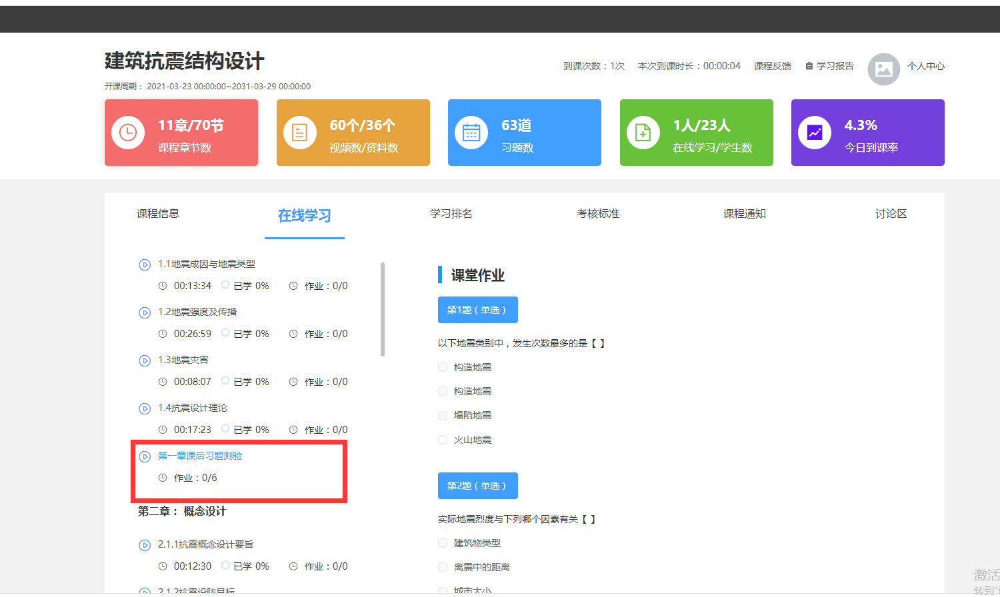 建筑抗震结构设计
到课次数：1次 本次到课时长：00:00:04 课程反馈 学习报告 个人中心
开课周期： 2021-03-23 00:00:00~2031-03-29 00:00:00
11章/70节
课程章节数
60个/36个
视频数/资料数
63道
习题数
1人/23人
在线学习/学生数
4.3%
今日到课率
课程信息 在线学习 学习排名 考核标准 课程通知 讨论区
1.1地震成因与地震类型
00:13:34 已学 0% 作业：0/0
1.2地震强度及传播
00:26:59 已学 0% 作业：0/0
1.3地震灾害
00:08:07 已学 0% 作业：0/0
1.4抗震设计理论
00:17:23 已学 0% 作业：0/0
第一章课后习题测验
作业：0/6
第二章： 概念设计
2.1.1抗震概念设计要旨
00:12:30 已学 0% 作业：0/0
2.1.2抗震设防目标
课堂作业
第1题（单选）
以下地震类别中，发生次数最多的是【 】
构造地震
构造地震
塌陷地震
火山地震
第2题（单选）
实际地震烈度与下列哪个因素有关【 】
建筑物类型
离震中的距离
城市大小
激活
转到"